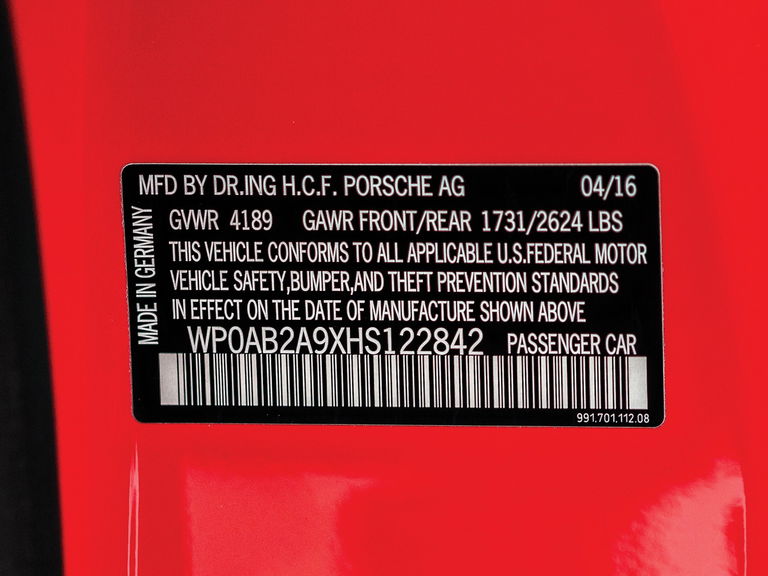 MFD BY DR.ING H.C.F. PORSCHE AG 04/16
MADE IN GERMANY
GVWR 4189 GAWR FRONT/REAR 1731/2624 LBS
THIS VEHICLE CONFORMS TO ALL APPLICABLE U.S.FEDERAL MOTOR
VEHICLE SAFETY,BUMPER,AND THEFT PREVENTION STANDARDS
IN EFFECT ON THE DATE OF MANUFACTURE SHOWN ABOVE
WP0AB2A9XHS122842 PASSENGER CAR
991.701.112.08